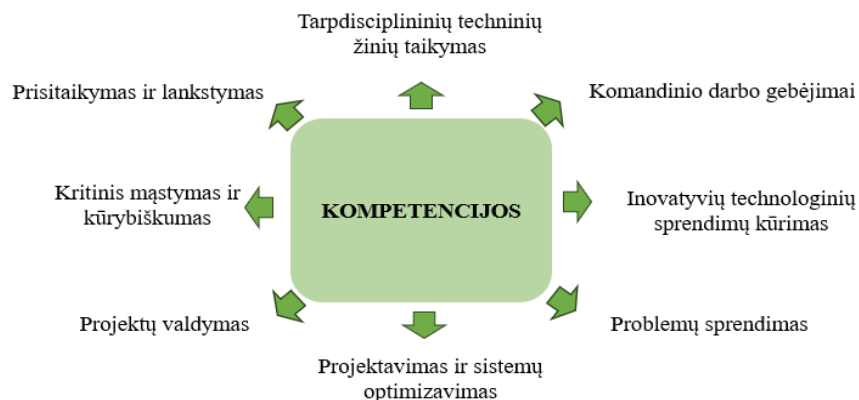 Tarpdisciplininių techninių
žinių taikymas
Prisitaikymas ir lankstymas
Komandinio darbo gebėjimai
Kritinis mąstymas ir
kūrybiškumas
KOMPETENCIJOS
Inovatyvių technologinių
sprendimų kūrimas
Projektų valdymas
Problemų sprendimas
Projektavimas ir sistemų
optimizavimas